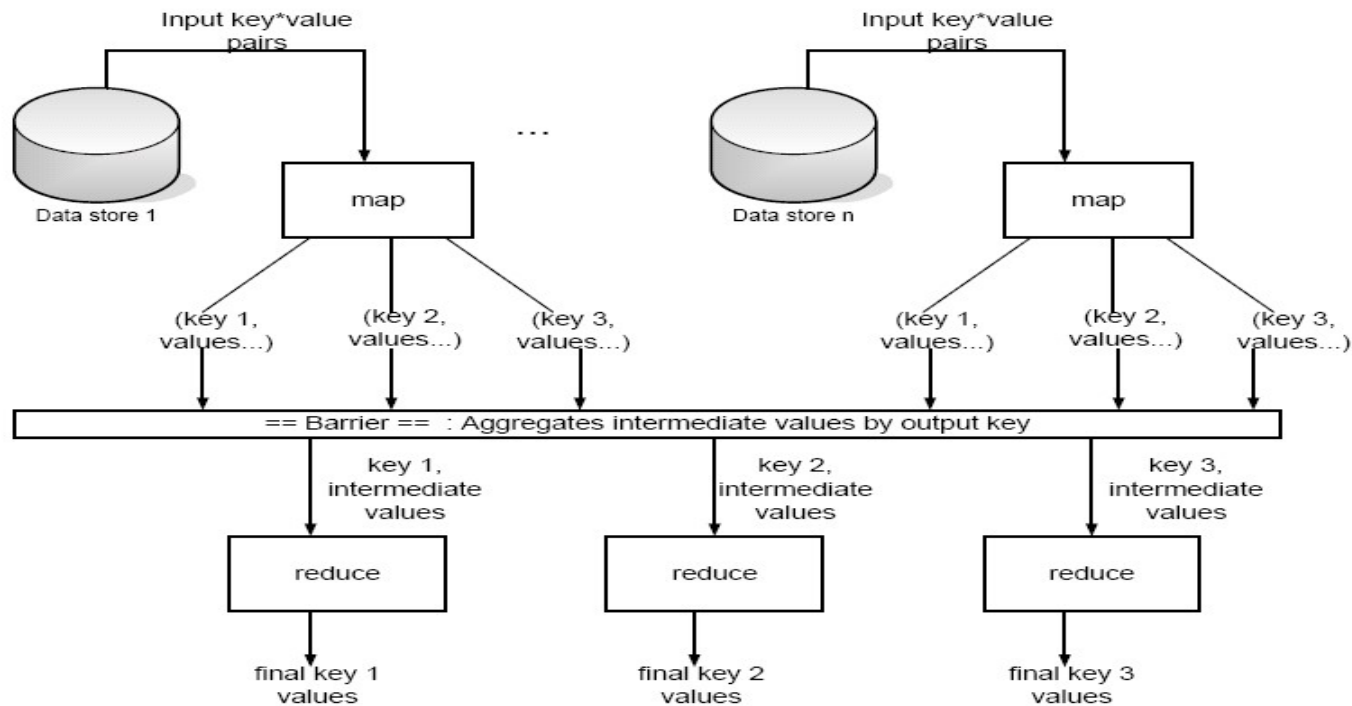 Input key*value
pairs
Input key*value
pairs
...
Data store 1
map
Data store n
map
(key 1,
values...)
(key 2,
values...)
(key 3,
values...)
(key 1,
values...)
(key 2,
values...)
(key 3,
values...)
== Barrier == : Aggregates intermediate values by output key
key 1,
intermediate
values
key 2,
intermediate
values
key 3,
intermediate
values
reduce
reduce
reduce
final key 1
values
final key 2
values
final key 3
values